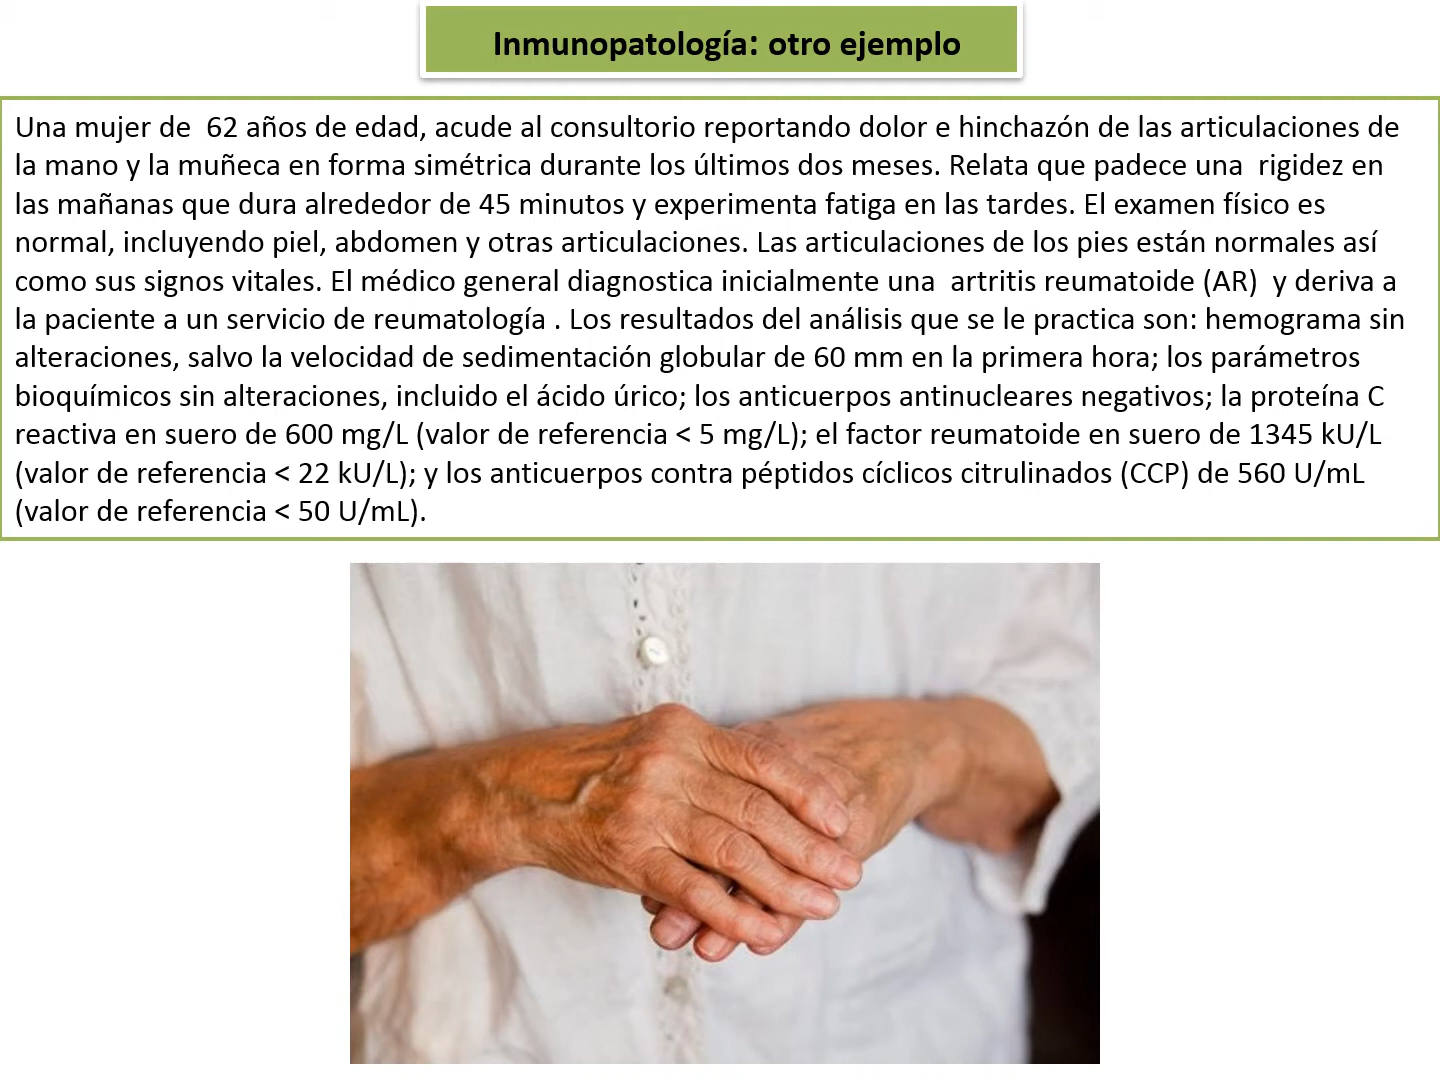 Inmunopatología: otro ejemplo
Una mujer de 62 años de edad, acude al consultorio reportando dolor e hinchazón de las articulaciones de
la mano y la muñeca en forma simétrica durante los últimos dos meses. Relata que padece una rigidez en
las mañanas que dura alrededor de 45 minutos y experimenta fatiga en las tardes. El examen físico es
normal, incluyendo piel, abdomen y otras articulaciones. Las articulaciones de los pies están normales así
como sus signos vitales. El médico general diagnostica inicialmente una artritis reumatoide (AR) y deriva a
la paciente a un servicio de reumatología . Los resultados del análisis que se le practica son: hemograma sin
alteraciones, salvo la velocidad de sedimentación globular de 60 mm en la primera hora; los parámetros
bioquímicos sin alteraciones, incluido el ácido úrico; los anticuerpos antinucleares negativos; la proteína C
reactiva en suero de 600 mg/L (valor de referencia < 5 mg/L); el factor reumatoide en suero de 1345 kU/L
(valor de referencia < 22 kU/L); y los anticuerpos contra péptidos cíclicos citrulinados (CCP) de 560 U/mL
(valor de referencia < 50 U/mL).